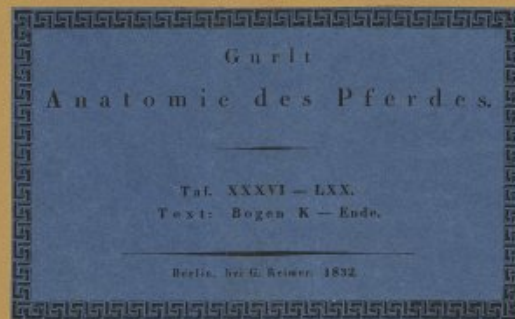 Gurlt
Anatomie des Pferdes.
Taf. XXXVI — LXX.
Text: Bogen K — Ende.
Berlin, bei G. Reimer. 1832